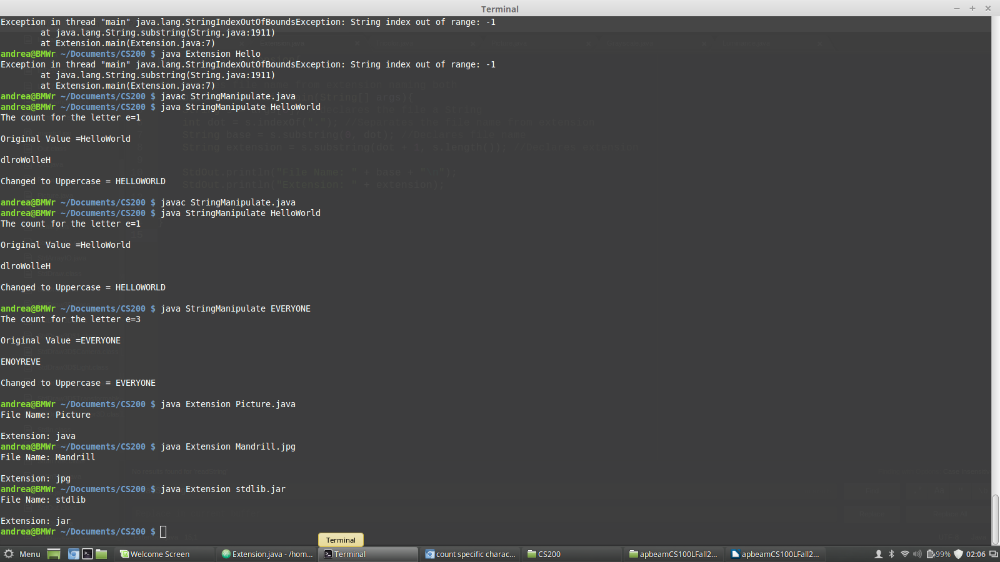 Terminal
Exception in thread "main" java.lang.StringIndexOutOfBoundsException: String index out of range: -1
at java.lang.String.substring(String.java:1911)
at Extension.main(Extension.java:7)
andrea@BMWr ~/Documents/CS200 $ java Extension Hello
Exception in thread "main" java.lang.StringIndexOutOfBoundsException: String index out of range: -1
at java.lang.String.substring(String.java:1911)
at Extension.main(Extension.java:7)
andrea@BMWr ~/Documents/CS200 $ javac StringManipulate.java
andrea@BMWr ~/Documents/CS200 $ java StringManipulate HelloWorld
The count for the letter e=1
Original Value =HelloWorld
dlroWolleH
Changed to Uppercase = HELLOWORLD
andrea@BMWr ~/Documents/CS200 $ javac StringManipulate.java
andrea@BMWr ~/Documents/CS200 $ java StringManipulate HelloWorld
The count for the letter e=1
Original Value =HelloWorld
dlroWolleH
Changed to Uppercase = HELLOWORLD
andrea@BMWr ~/Documents/CS200 $ java StringManipulate EVERYONE
The count for the letter e=3
Original Value =EVERYONE
ENOYREVE
Changed to Uppercase = EVERYONE
andrea@BMWr ~/Documents/CS200 $ java Extension Picture.java
File Name: Picture
Extension: java
andrea@BMWr ~/Documents/CS200 $ java Extension Mandrill.jpg
File Name: Mandrill
Extension: jpg
andrea@BMWr ~/Documents/CS200 $ java Extension stdlib.jar
File Name: stdlib
Extension: jar
andrea@BMWr ~/Documents/CS200 $
Terminal
Menu Welcome Screen Extension.java - /hom... Terminal count specific charac... CS200 apbeamCS100LFall2... apbeamCS100LFall2... 99% 02:06